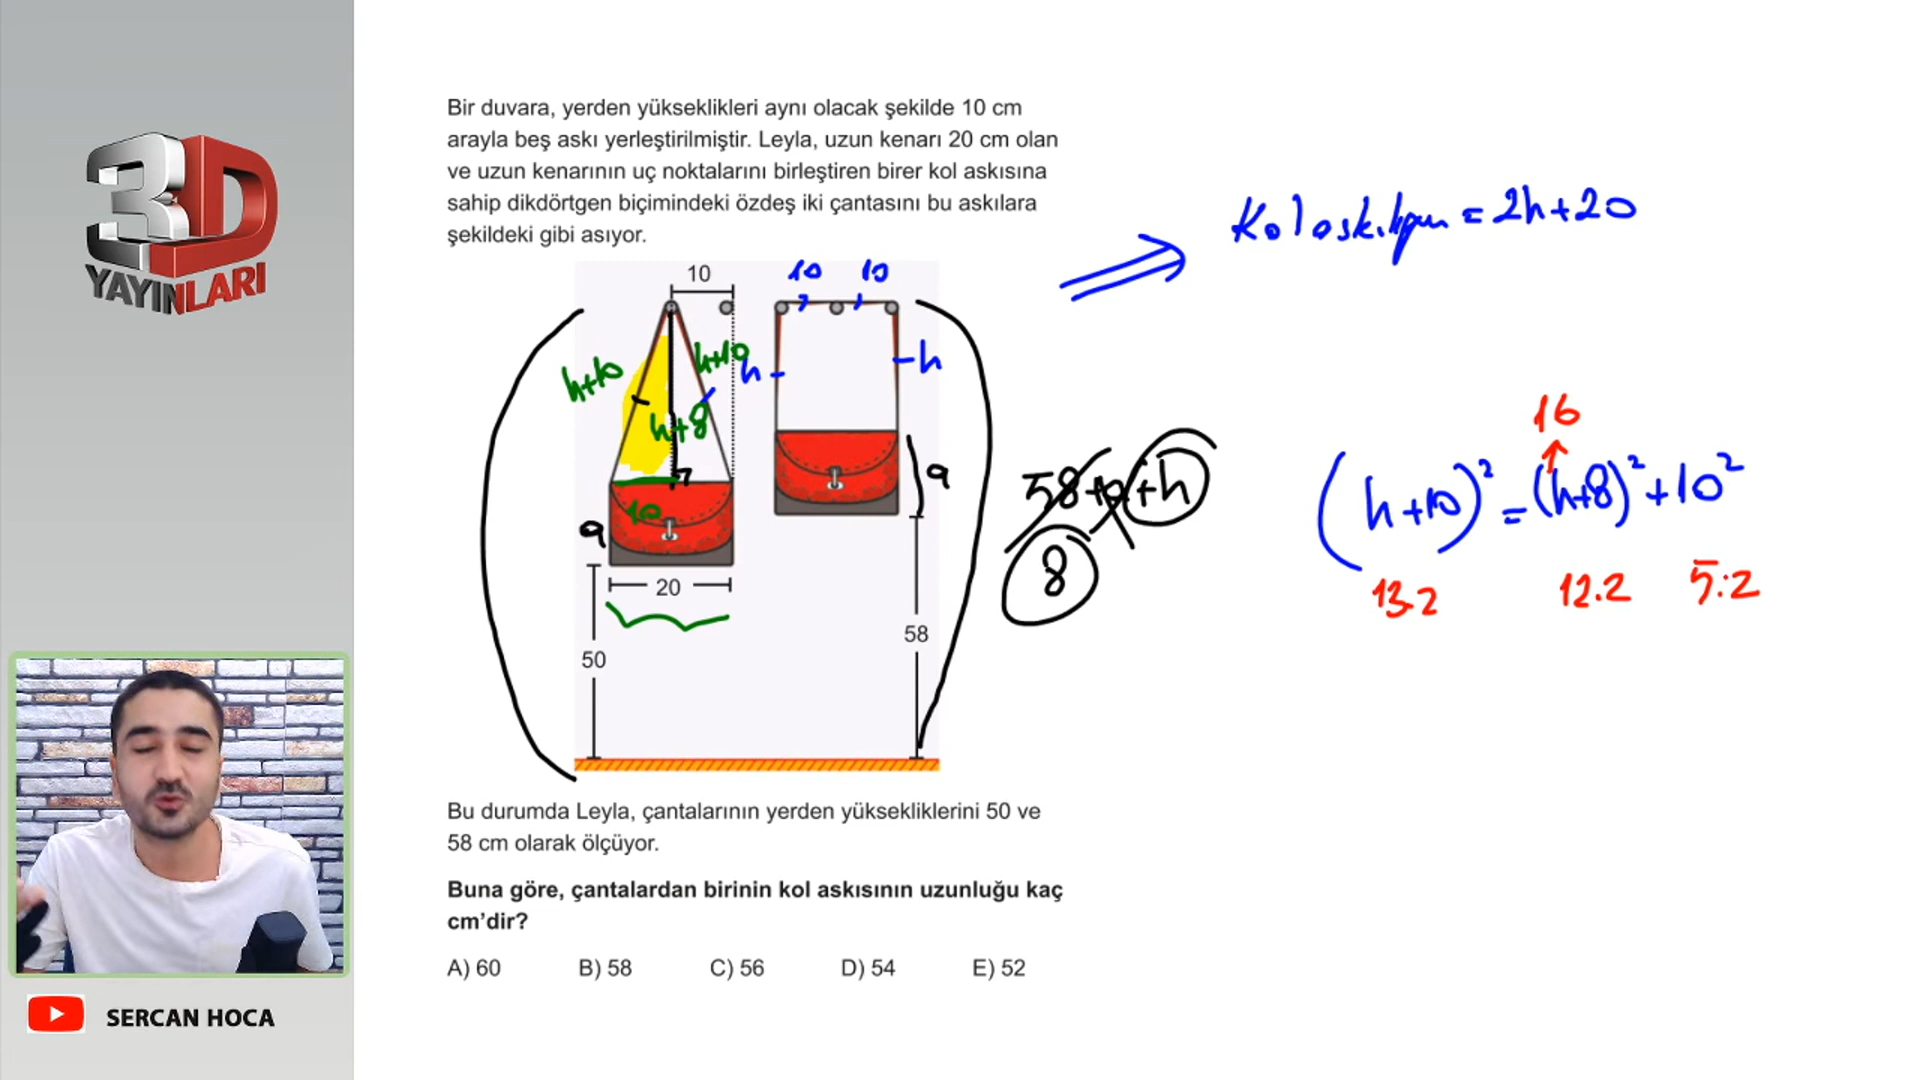 3D
YAYINLARI
Bir duvara, yerden yükseklikleri aynı olacak şekilde 10 cm
arayla beş askı yerleştirilmiştir. Leyla, uzun kenarı 20 cm olan
ve uzun kenarının uç noktalarını birleştiren birer kol askısına
sahip dikdörtgen biçimindeki özdeş iki çantasını bu askılara
şekildeki gibi asıyor.
= 2h+20
10
10 10
h+10
h+10
h
h
h+8
10
a
a
20
50
58
58+a+h
8
16
(h+10)² = (h+8)² + 10²
13.2 12.2 5.2
Bu durumda Leyla, çantalarının yerden yüksekliklerini 50 ve
58 cm olarak ölçüyor.
Buna göre, çantalardan birinin kol askısının uzunluğu kaç
cm'dir?
A) 60 B) 58 C) 56 D) 54 E) 52
SERCAN HOCA